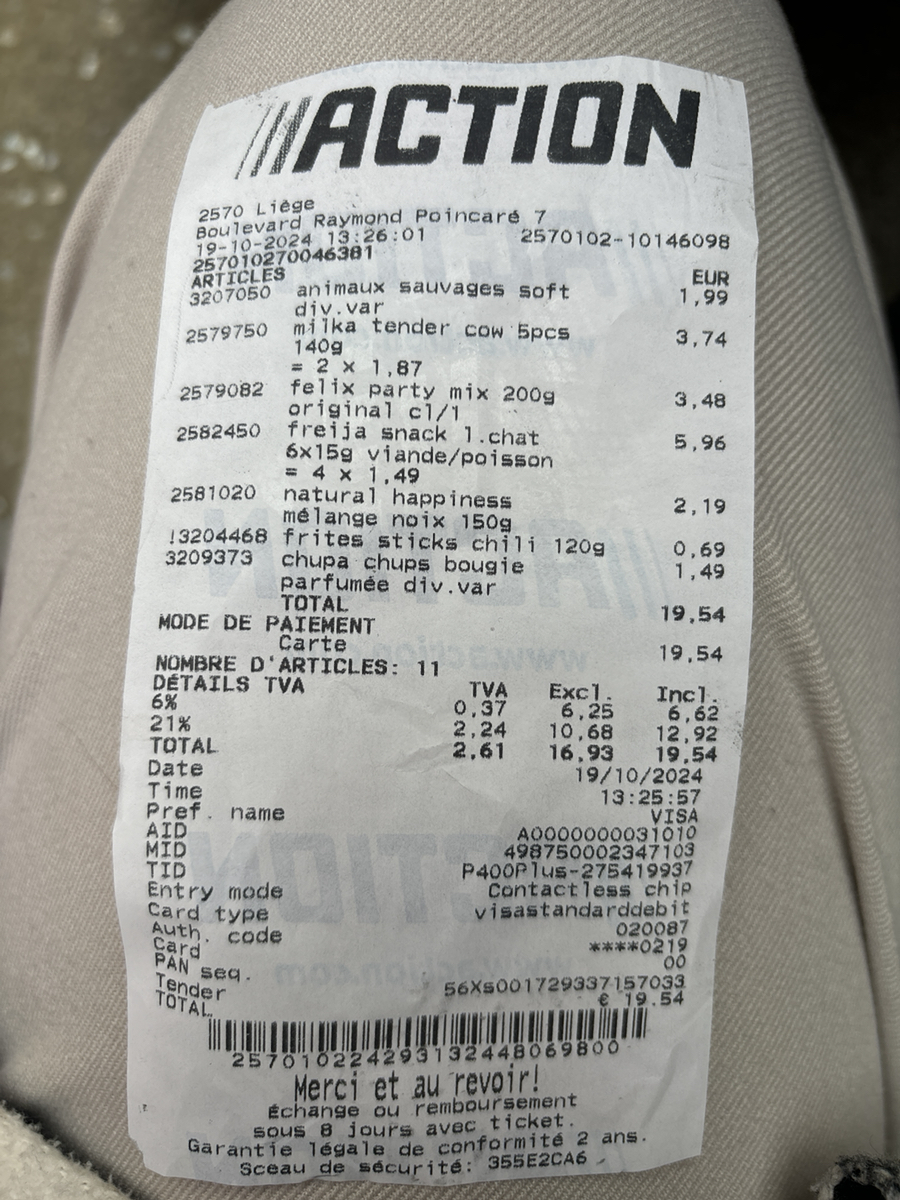 ACTION
2570 Liège
Boulevard Raymond Poincaré 7
19-10-2024 13:26:01 2570102-10146098
257010270046381
ARTICLES EUR
3207050 animaux sauvages soft 1,99
div.var
2579750 milka tender cow 5pcs 3,74
140g
= 2 x 1,87
2579082 felix party mix 200g 3,48
original cl/1
2582450 freija snack l.chat 5,96
6x15g viande/poisson
= 4 x 1,49
2581020 natural happiness 2,19
mélange noix 150g
!3204468 frites sticks chili 120g 0,69
3209373 chupa chups bougie 1,49
parfumée div.var
TOTAL 19,54
MODE DE PAIEMENT
Carte 19,54
NOMBRE D'ARTICLES: 11
DÉTAILS TVA TVA Excl. Incl.
6% 0,37 6,25 6,62
21% 2,24 10,68 12,92
TOTAL 2,61 16,93 19,54
Date 19/10/2024
Time 13:25:57
Pref. name VISA
AID A0000000031010
MID 498750002347103
TID P400Plus-275419937
Entry mode Contactless chip
Card type visastandarddebit
Auth. code 020087
Card ****0219
PAN seq. 00
Tender 56Xs001729337157033
TOTAL € 19.54
257010224293132448069800
Merci et au revoir!
Échange ou remboursement
sous 8 jours avec ticket.
Garantie légale de conformité 2 ans.
Sceau de sécurité: 355E2CA6